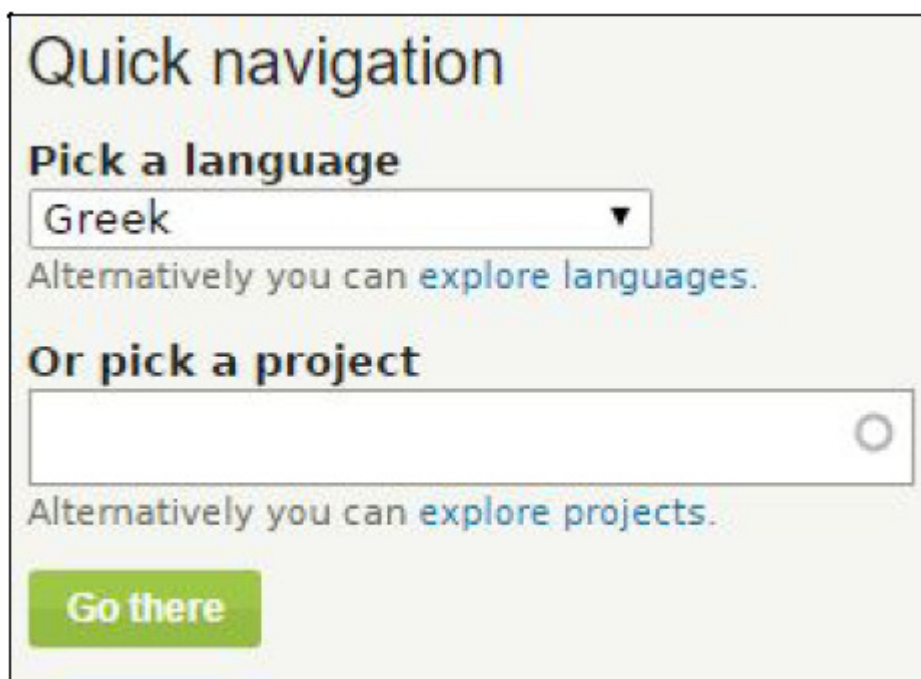 Quick navigation
Pick a language
Greek
Alternatively you can explore languages.
Or pick a project
Alternatively you can explore projects.
Go there